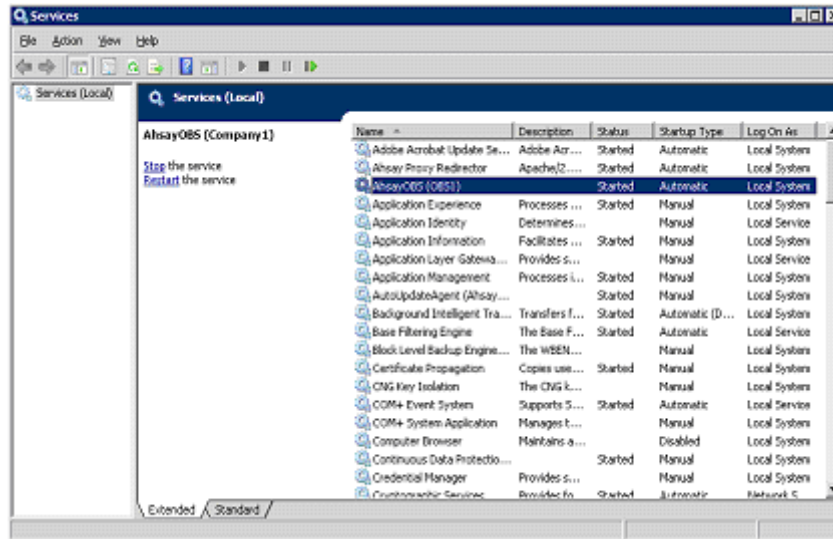 Services
File Action View Help
Services (Local)
Services (Local)
AhsayOBS (Company1)
Stop the service
Restart the service
Name Description Status Startup Type Log On As
Adobe Acrobat Update Se... Adobe Acr... Started Automatic Local System
Ahsay Proxy Redirector Apache/2.... Started Automatic Local System
AhsayOBS (OBS1) Started Automatic Local System
Application Experience Processes ... Started Manual Local System
Application Identity Determines... Manual Local Service
Application Information Facilitates ... Started Manual Local System
Application Layer Gatewa... Provides s... Manual Local Service
Application Management Processes i... Started Manual Local System
AutoUpdateAgent (Ahsay... Started Manual Local System
Background Intelligent Tra... Transfers f... Started Automatic (D... Local System
Base Filtering Engine The Base F... Started Automatic Local Service
Block Level Backup Engine... The WBEN... Manual Local System
Certificate Propagation Copies use... Started Manual Local System
CNG Key Isolation The CNG k... Manual Local System
COM+ Event System Supports S... Started Automatic Local Service
COM+ System Application Manages t... Manual Local System
Computer Browser Maintains a... Disabled Local System
Continuous Data Protectio... Started Manual Local System
Credential Manager Provides s... Manual Local System
Cryptographic Services Provides fo... Started Automatic Network S...
Extended Standard